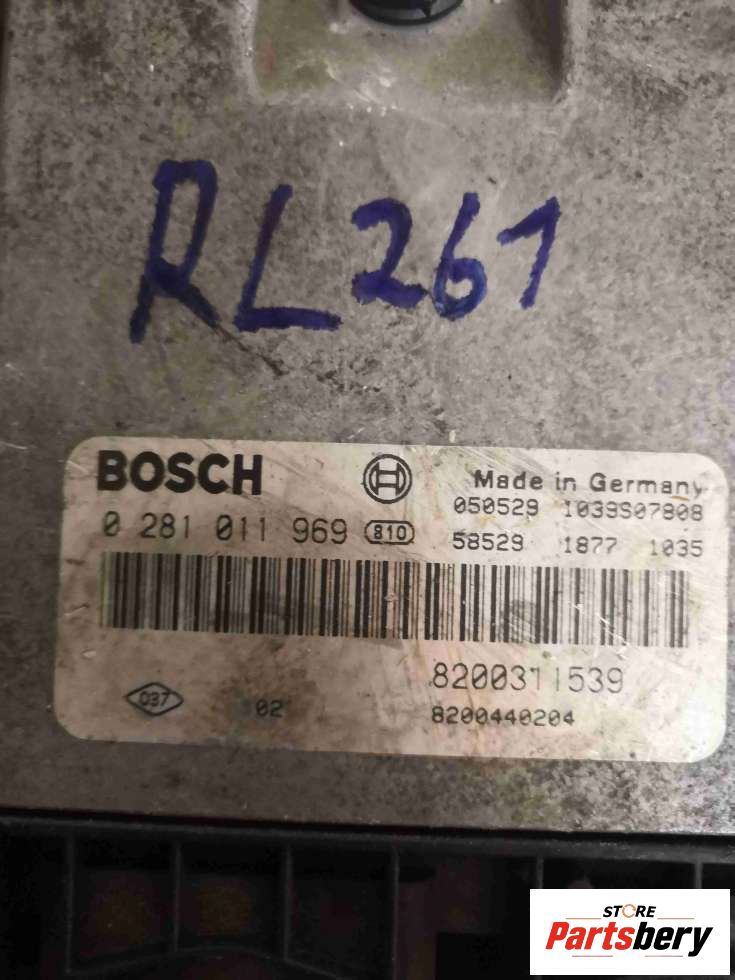 RL261
BOSCH
Made in Germany
050529 1039S07808
0 281 011 969 810
58529 1877 1035
8200311539
037
02
8200440204
STORE
Partsbery